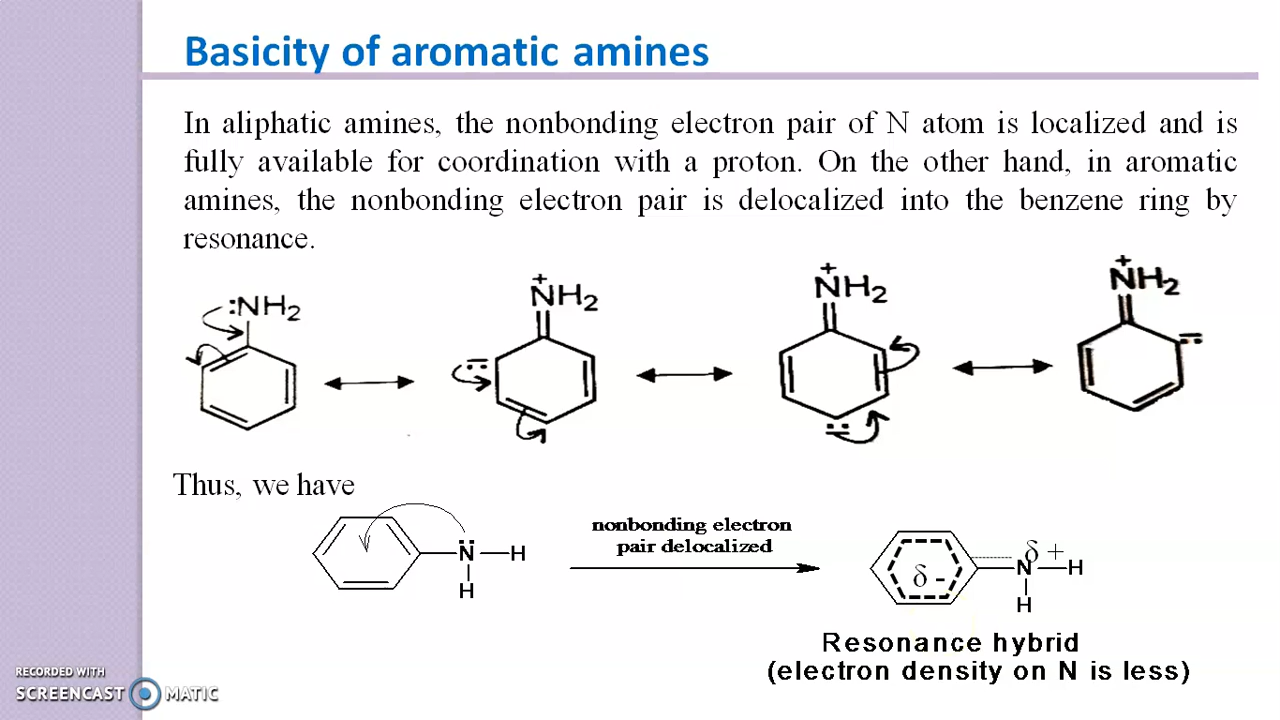 Basicity of aromatic amines
In aliphatic amines, the nonbonding electron pair of N atom is localized and is
fully available for coordination with a proton. On the other hand, in aromatic
amines, the nonbonding electron pair is delocalized into the benzene ring by
resonance.
:NH₂
+
NH₂
+
NH₂
+
NH₂
Thus, we have
N H
H
nonbonding electron
pair delocalized
δ -
δ +
N H
H
Resonance hybrid
(electron density on N is less)
RECORDED WITH
SCREENCAST MATIC